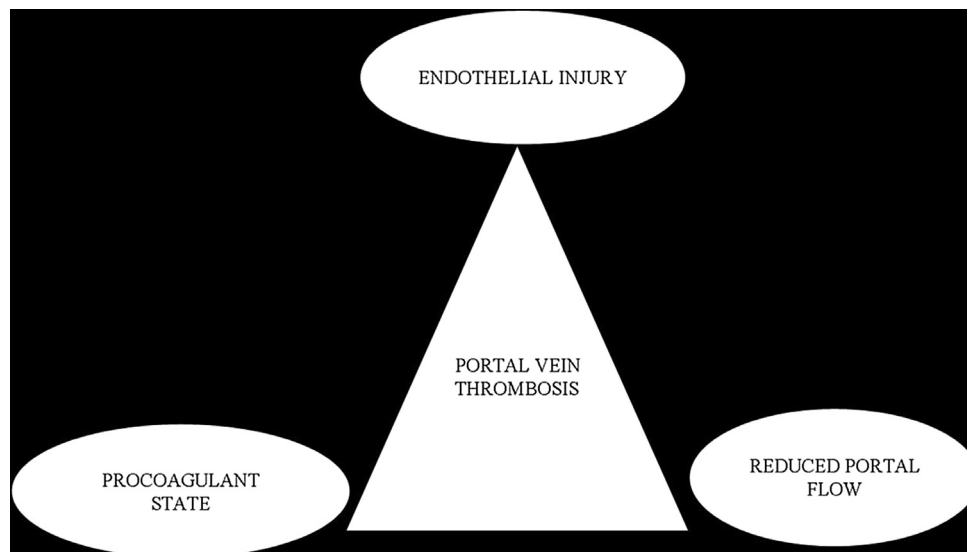 ENDOTHELIAL INJURY
PORTAL VEIN
THROMBOSIS
PROCOAGULANT
STATE
REDUCED PORTAL
FLOW